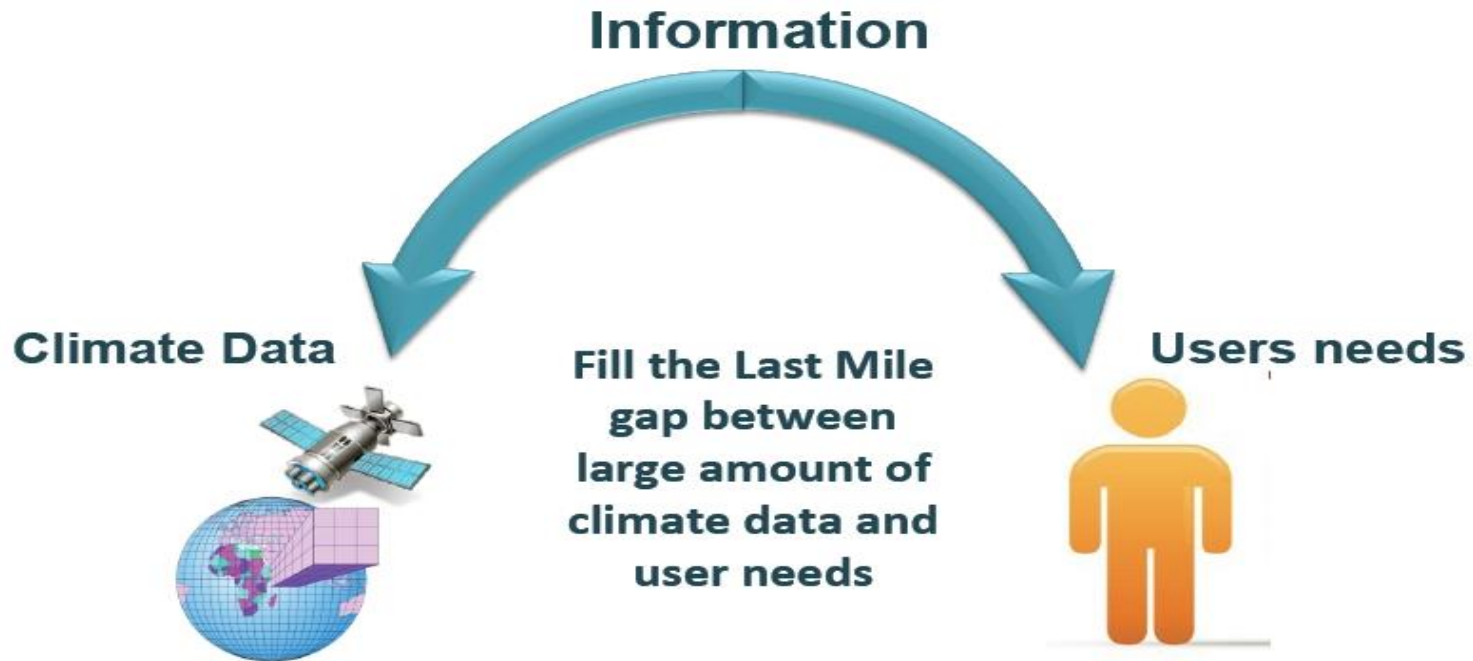 Information
Climate Data
Users needs
Fill the Last Mile
gap between
large amount of
climate data and
user needs